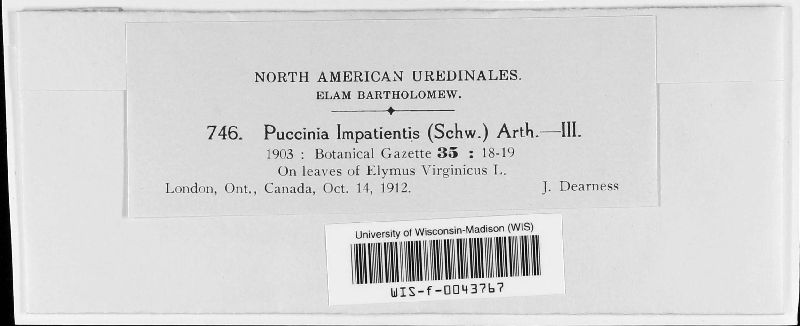 NORTH AMERICAN UREDINALES.
ELAM BARTHOLOMEW.
746. Puccinia Impatientis (Schw.) Arth.—III.
1903 : Botanical Gazette 35 : 18-19
On leaves of Elymus Virginicus L.
London, Ont., Canada, Oct. 14, 1912. J. Dearness
University of Wisconsin-Madison (WIS)
WIS-f-0043767